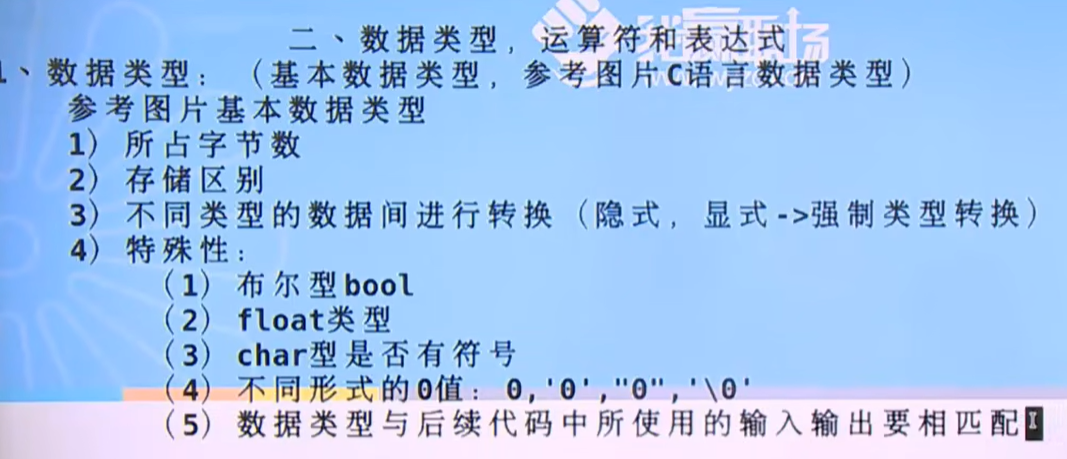 二、数据类型，运算符和表达式
1、数据类型：（基本数据类型，参考图片C语言数据类型）
参考图片基本数据类型
1）所占字节数
2）存储区别
3）不同类型的数据间进行转换（隐式，显式->强制类型转换）
4）特殊性：
（1）布尔型bool
（2）float类型
（3）char型是否有符号
（4）不同形式的0值：0,'0',"0",'\0'
（5）数据类型与后续代码中所使用的输入输出要相匹配